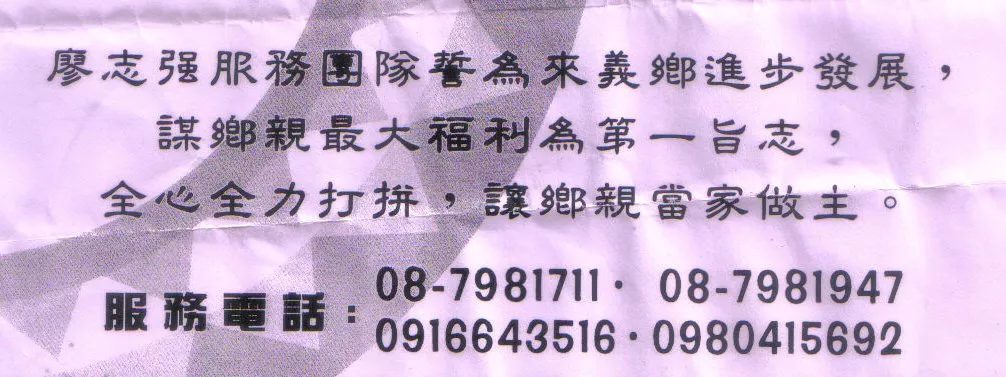 廖志强服務團隊誓為來義鄉進步發展，
謀鄉親最大福利為第一旨志，
全心全力打拼，讓鄉親當家做主。
服務電話：08-7981711· 08-7981947
0916643516·0980415692